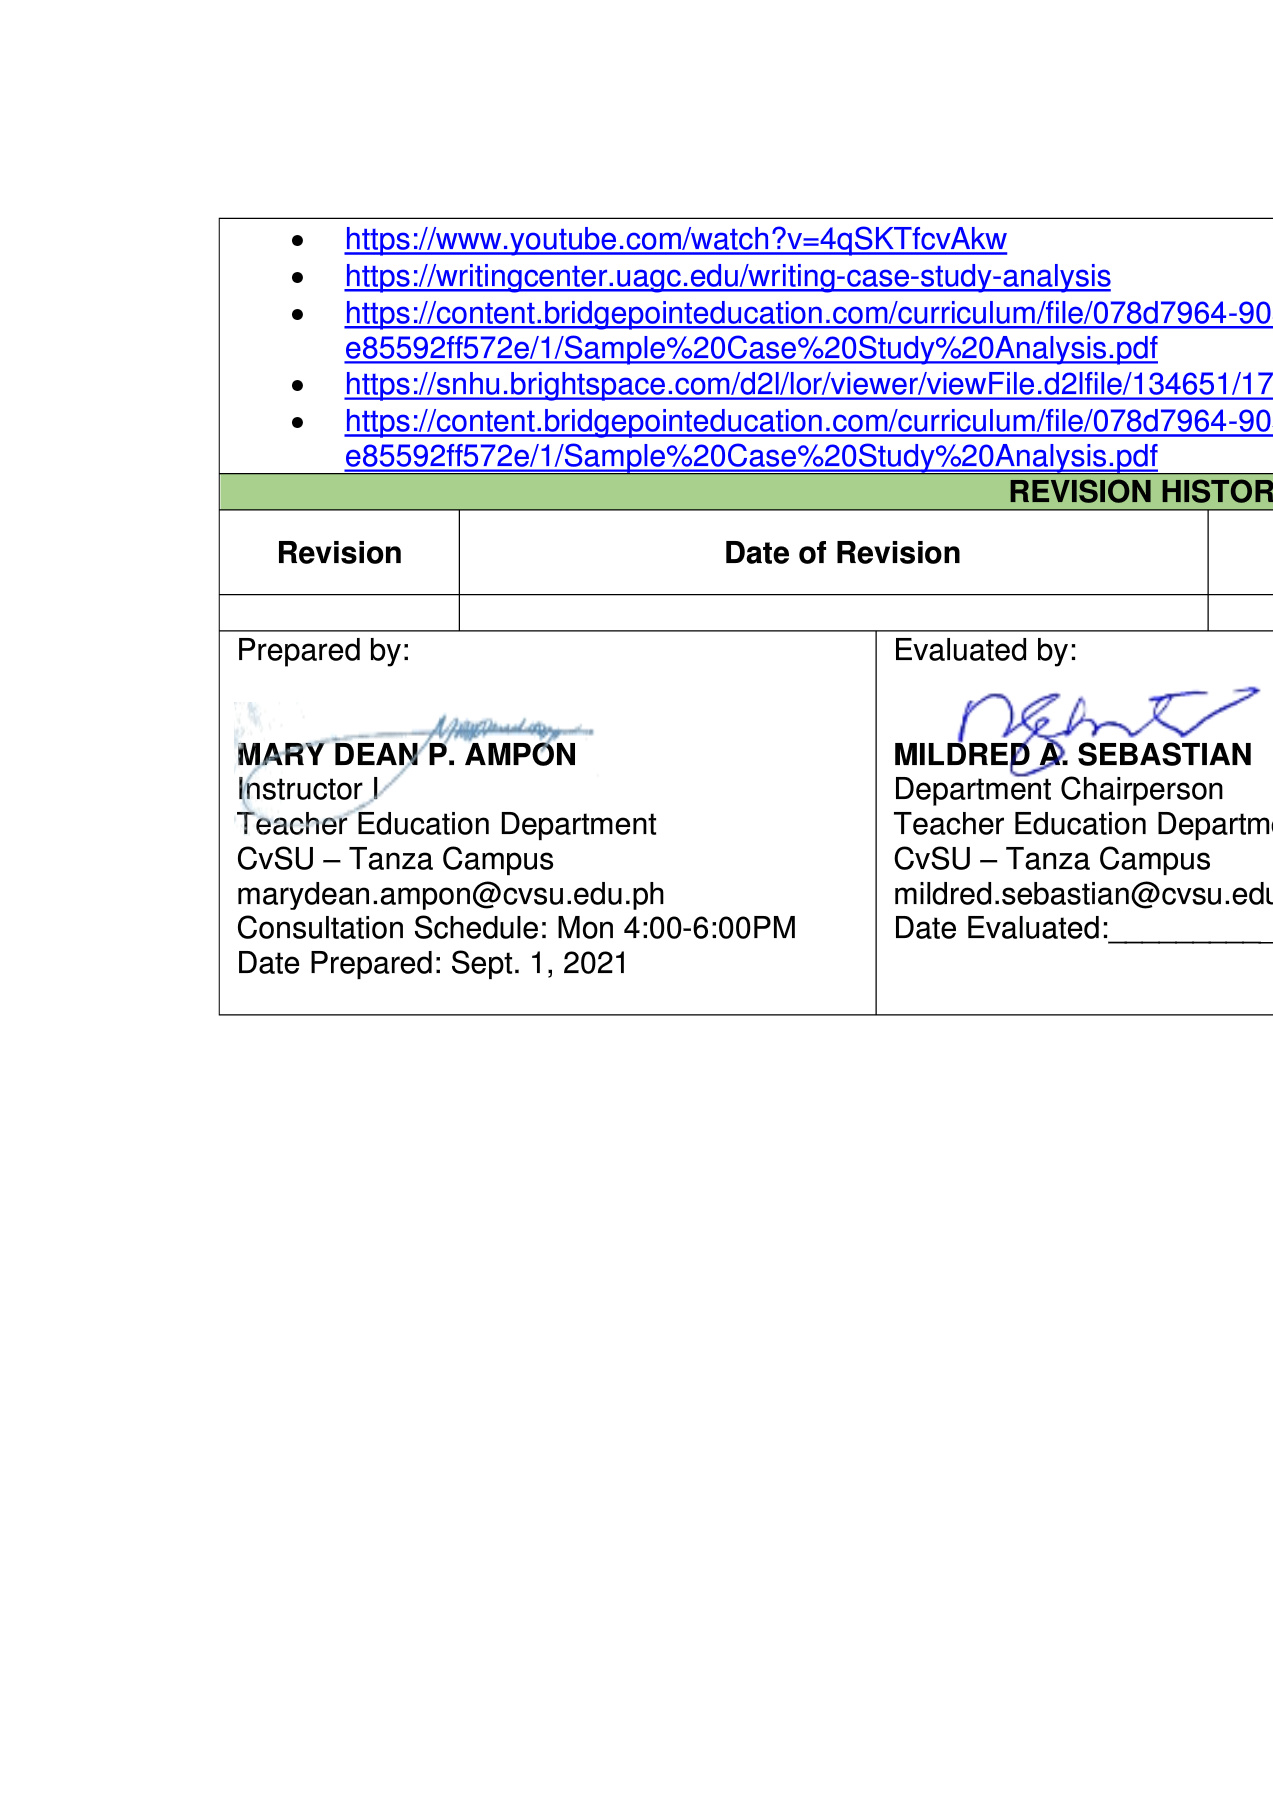 • https://www.youtube.com/watch?v=4qSKTfcvAkw
• https://writingcenter.uagc.edu/writing-case-study-analysis
• https://content.bridgepointeducation.com/curriculum/file/078d7964-90
e85592ff572e/1/Sample%20Case%20Study%20Analysis.pdf
• https://snhu.brightspace.com/d2l/lor/viewer/viewFile.d2lfile/134651/17
• https://content.bridgepointeducation.com/curriculum/file/078d7964-90
e85592ff572e/1/Sample%20Case%20Study%20Analysis.pdf
REVISION HISTOR
Revision
Date of Revision
Prepared by:
MARY DEAN P. AMPON
Instructor I
Teacher Education Department
CvSU – Tanza Campus
marydean.ampon@cvsu.edu.ph
Consultation Schedule: Mon 4:00-6:00PM
Date Prepared: Sept. 1, 2021
Evaluated by:
MILDRED A. SEBASTIAN
Department Chairperson
Teacher Education Departm
CvSU – Tanza Campus
mildred.sebastian@cvsu.edu
Date Evaluated:__________